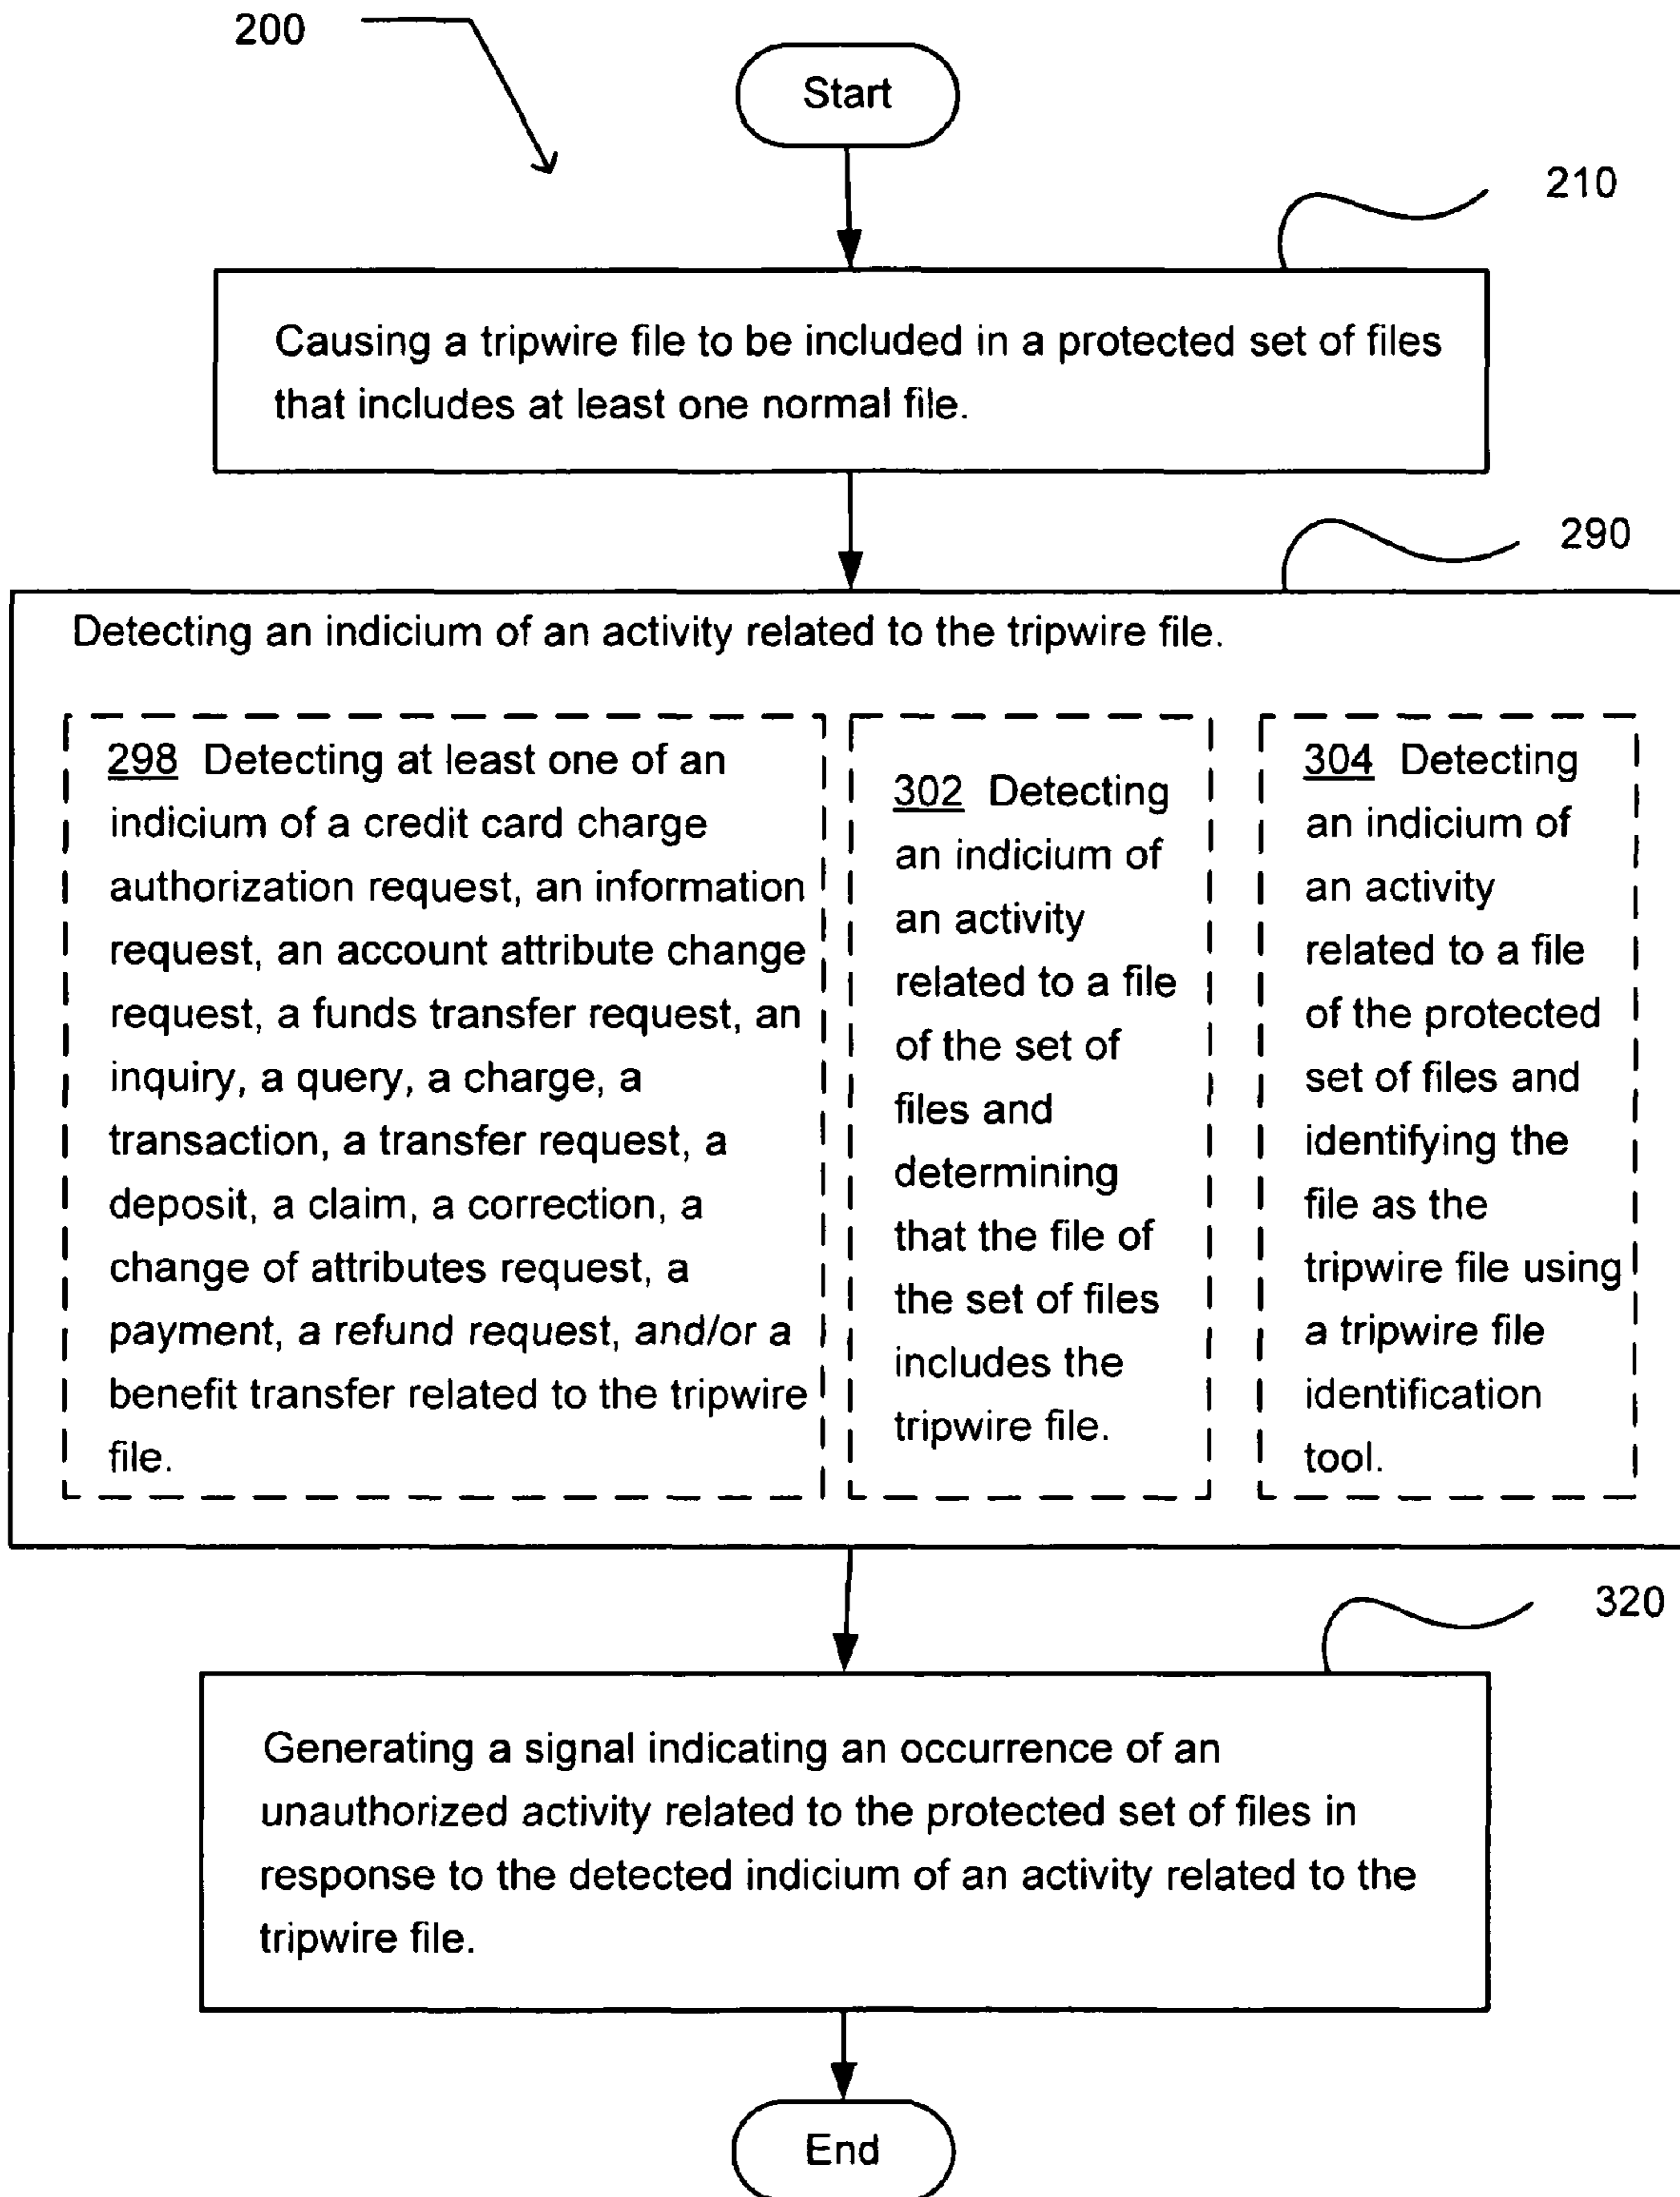 200
Start
210
Causing a tripwire file to be included in a protected set of files
that includes at least one normal file.
290
Detecting an indicium of an activity related to the tripwire file.
298 Detecting at least one of an
indicium of a credit card charge
authorization request, an information
request, an account attribute change
request, a funds transfer request, an
inquiry, a query, a charge, a
transaction, a transfer request, a
deposit, a claim, a correction, a
change of attributes request, a
payment, a refund request, and/or a
benefit transfer related to the tripwire
file.
302 Detecting
an indicium of
an activity
related to a file
of the set of
files and
determining
that the file of
the set of files
includes the
tripwire file.
304 Detecting
an indicium of
an activity
related to a file
of the protected
set of files and
identifying the
file as the
tripwire file using
a tripwire file
identification
tool.
320
Generating a signal indicating an occurrence of an
unauthorized activity related to the protected set of files in
response to the detected indicium of an activity related to the
tripwire file.
End